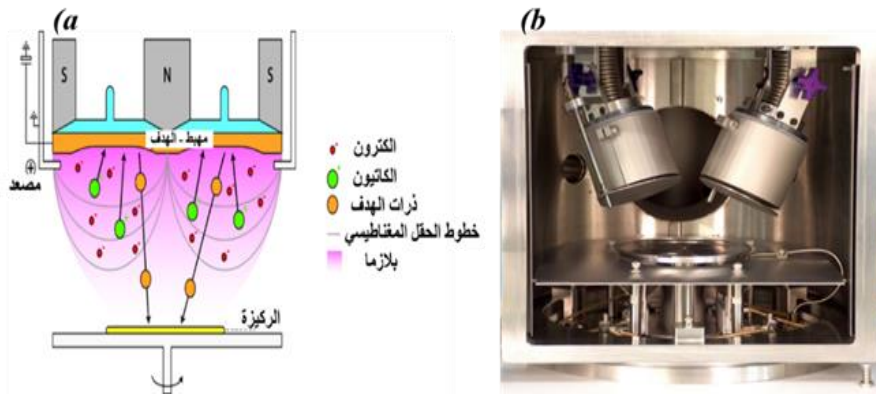 (a
(b
S
N
S
مهبط - الهدف
مصعد
الكترون
الكاتيون
ذرات الهدف
خطوط الحقل المغناطيسي
بلازما
الركيزة